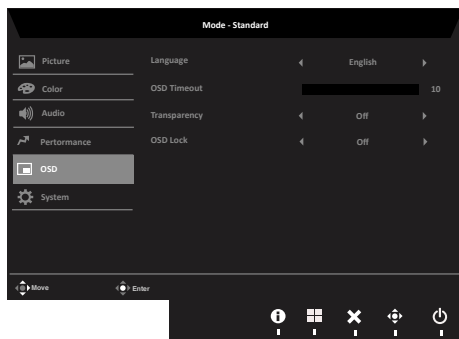 Mode - Standard
Picture
Language
English
Color
OSD Timeout
10
Audio
Transparency
Off
Pertormance
OSD Lock
Off
OSD
System
Move
Enter